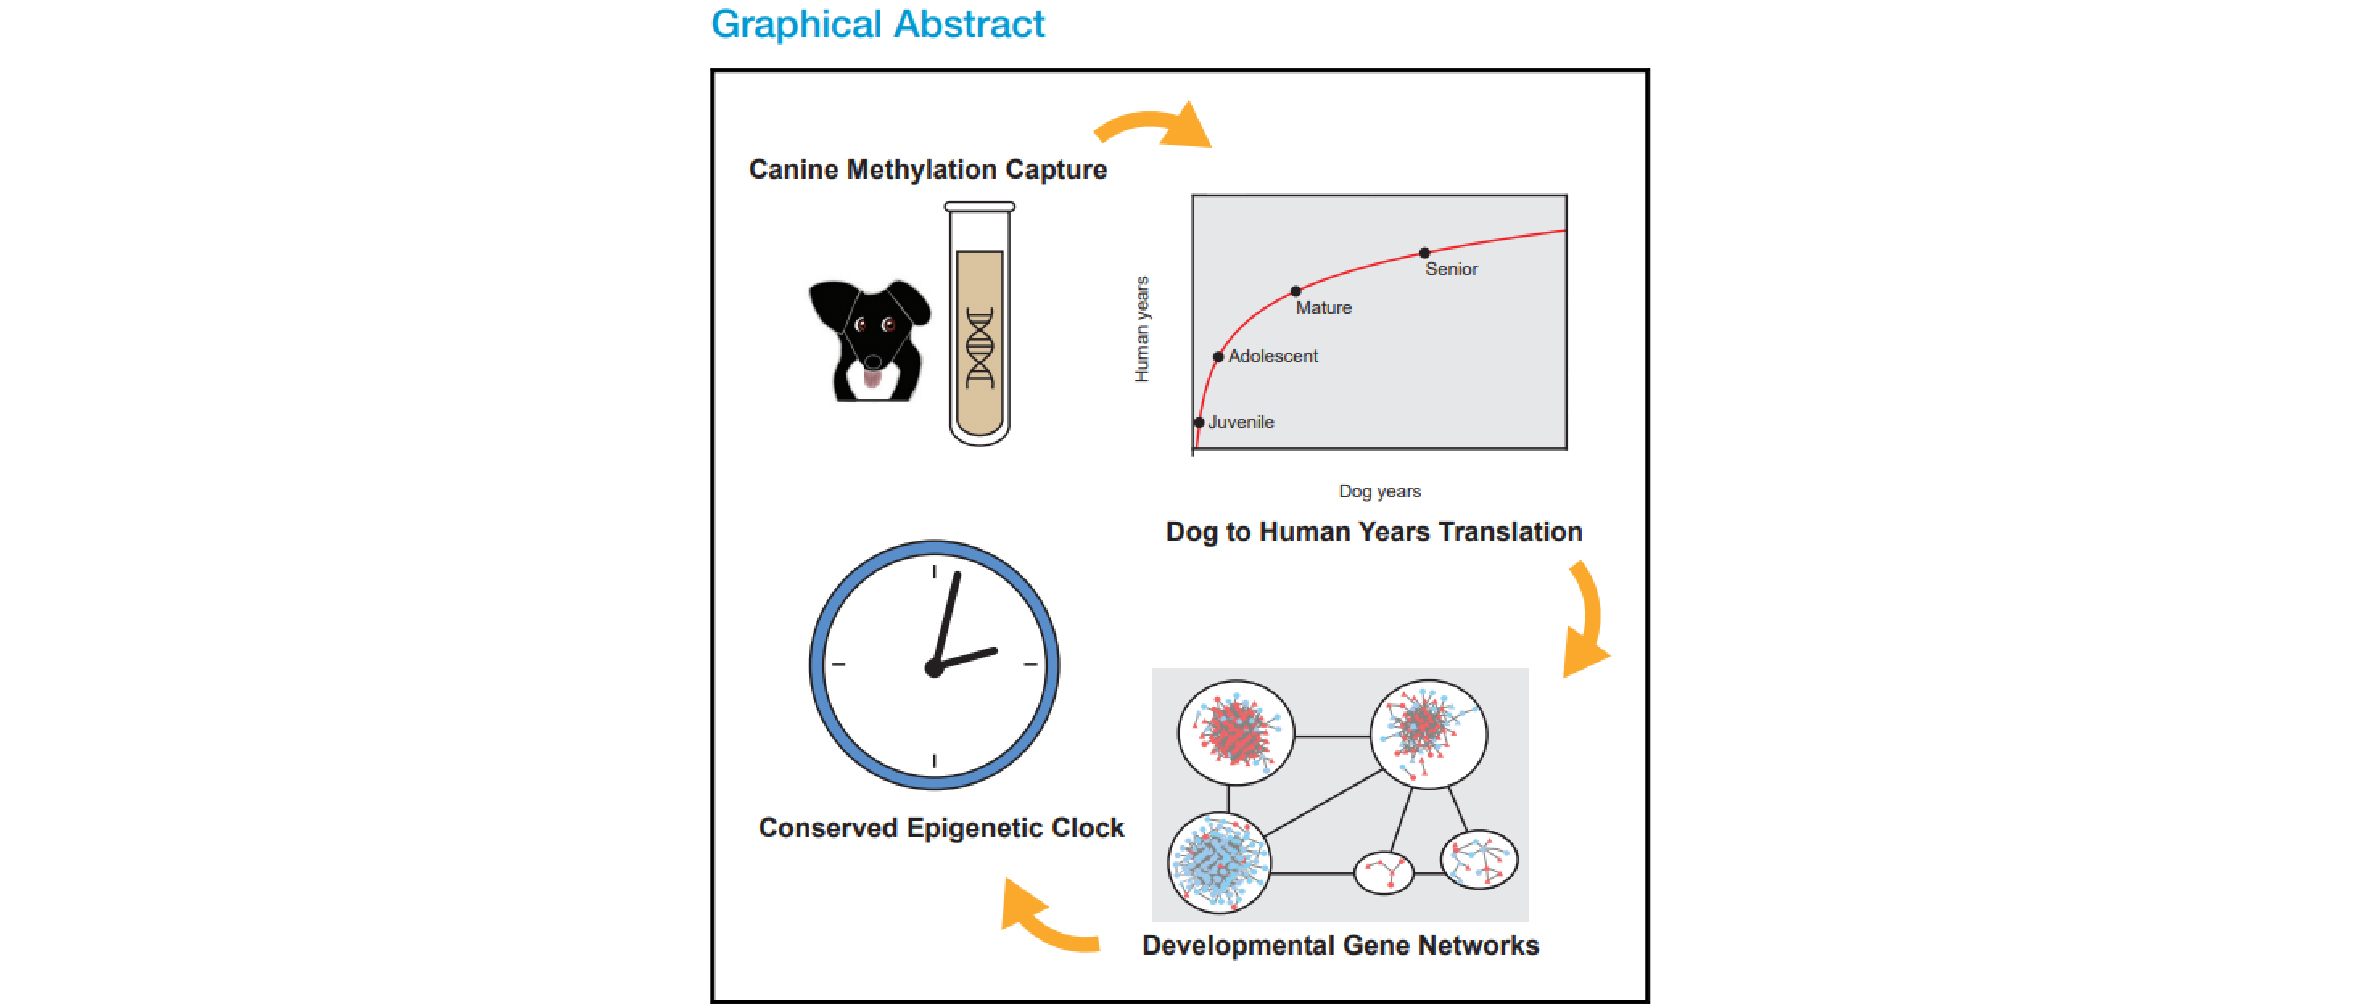 Graphical Abstract
Canine Methylation Capture
Human years
Senior
Mature
Adolescent
Juvenile
Dog years
Dog to Human Years Translation
Conserved Epigenetic Clock
Developmental Gene Networks